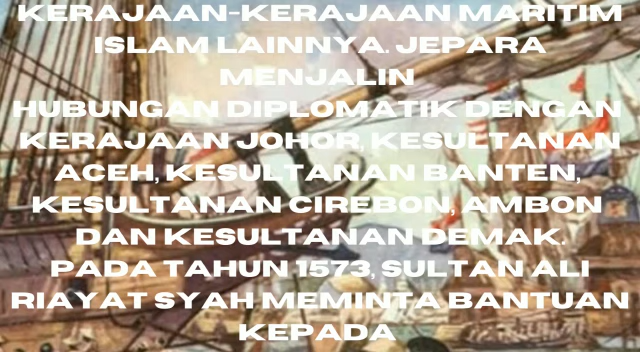 KERAJAAN-KERAJAAN MARITIM
ISLAM LAINNYA. JEPARA
MENJALIN
HUBUNGAN DIPLOMATIK DENGAN
KERAJAAN JOHOR, KESULTANAN
ACEH, KESULTANAN BANTEN,
KESULTANAN CIREBON, AMBON
DAN KESULTANAN DEMAK.
PADA TAHUN 1573, SULTAN ALI
RIAYAT SYAH MEMINTA BANTUAN
KEPADA